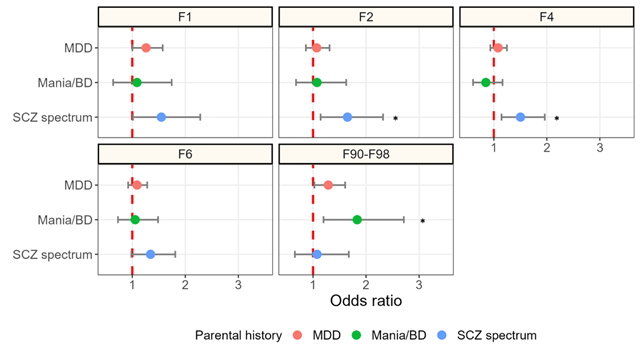 F1 F2 F4
MDD
Mania/BD
SCZ spectrum * *
1 2 3
F6 F90-F98
MDD
Mania/BD *
SCZ spectrum
1 2 3 1 2 3
Odds ratio
Parental history MDD Mania/BD SCZ spectrum